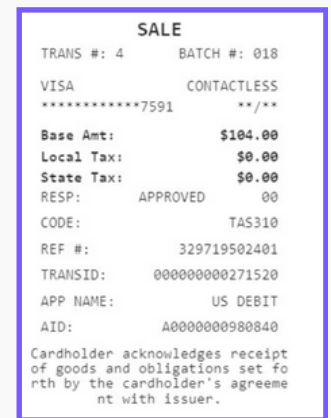 SALE
TRANS #: 4 BATCH #: 018
VISA CONTACTLESS
************7591 **/**
Base Amt: $104.00
Local Tax: $0.00
State Tax: $0.00
RESP: APPROVED 00
CODE: TAS310
REF #: 329719502401
TRANSID: 000000000271520
APP NAME: US DEBIT
AID: A0000000980840
Cardholder acknowledges receipt
of goods and obligations set fo
rth by the cardholder's agreeme
nt with issuer.